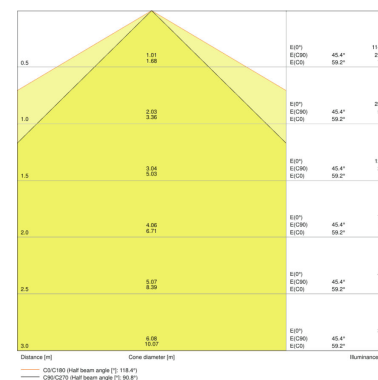 1.01
1.68
0.5
E(0°) 11
E(C90) 45.4° 2
E(C0) 59.2°
2.03
3.36
1.0
E(0°) 2
E(C90) 45.4°
E(C0) 59.2°
3.04
5.03
1.5
E(0°) 1
E(C90) 45.4°
E(C0) 59.2°
4.06
6.71
2.0
E(0°)
E(C90) 45.4°
E(C0) 59.2°
5.07
8.39
2.5
E(0°)
E(C90) 45.4°
E(C0) 59.2°
6.08
10.07
3.0
E(0°)
E(C90) 45.4°
E(C0) 59.2°
Distance [m] Cone diameter [m] Illuminance
C0/C180 (Half beam angle [°]: 118.4°)
C90/C270 (Half beam angle [°]: 90.8°)